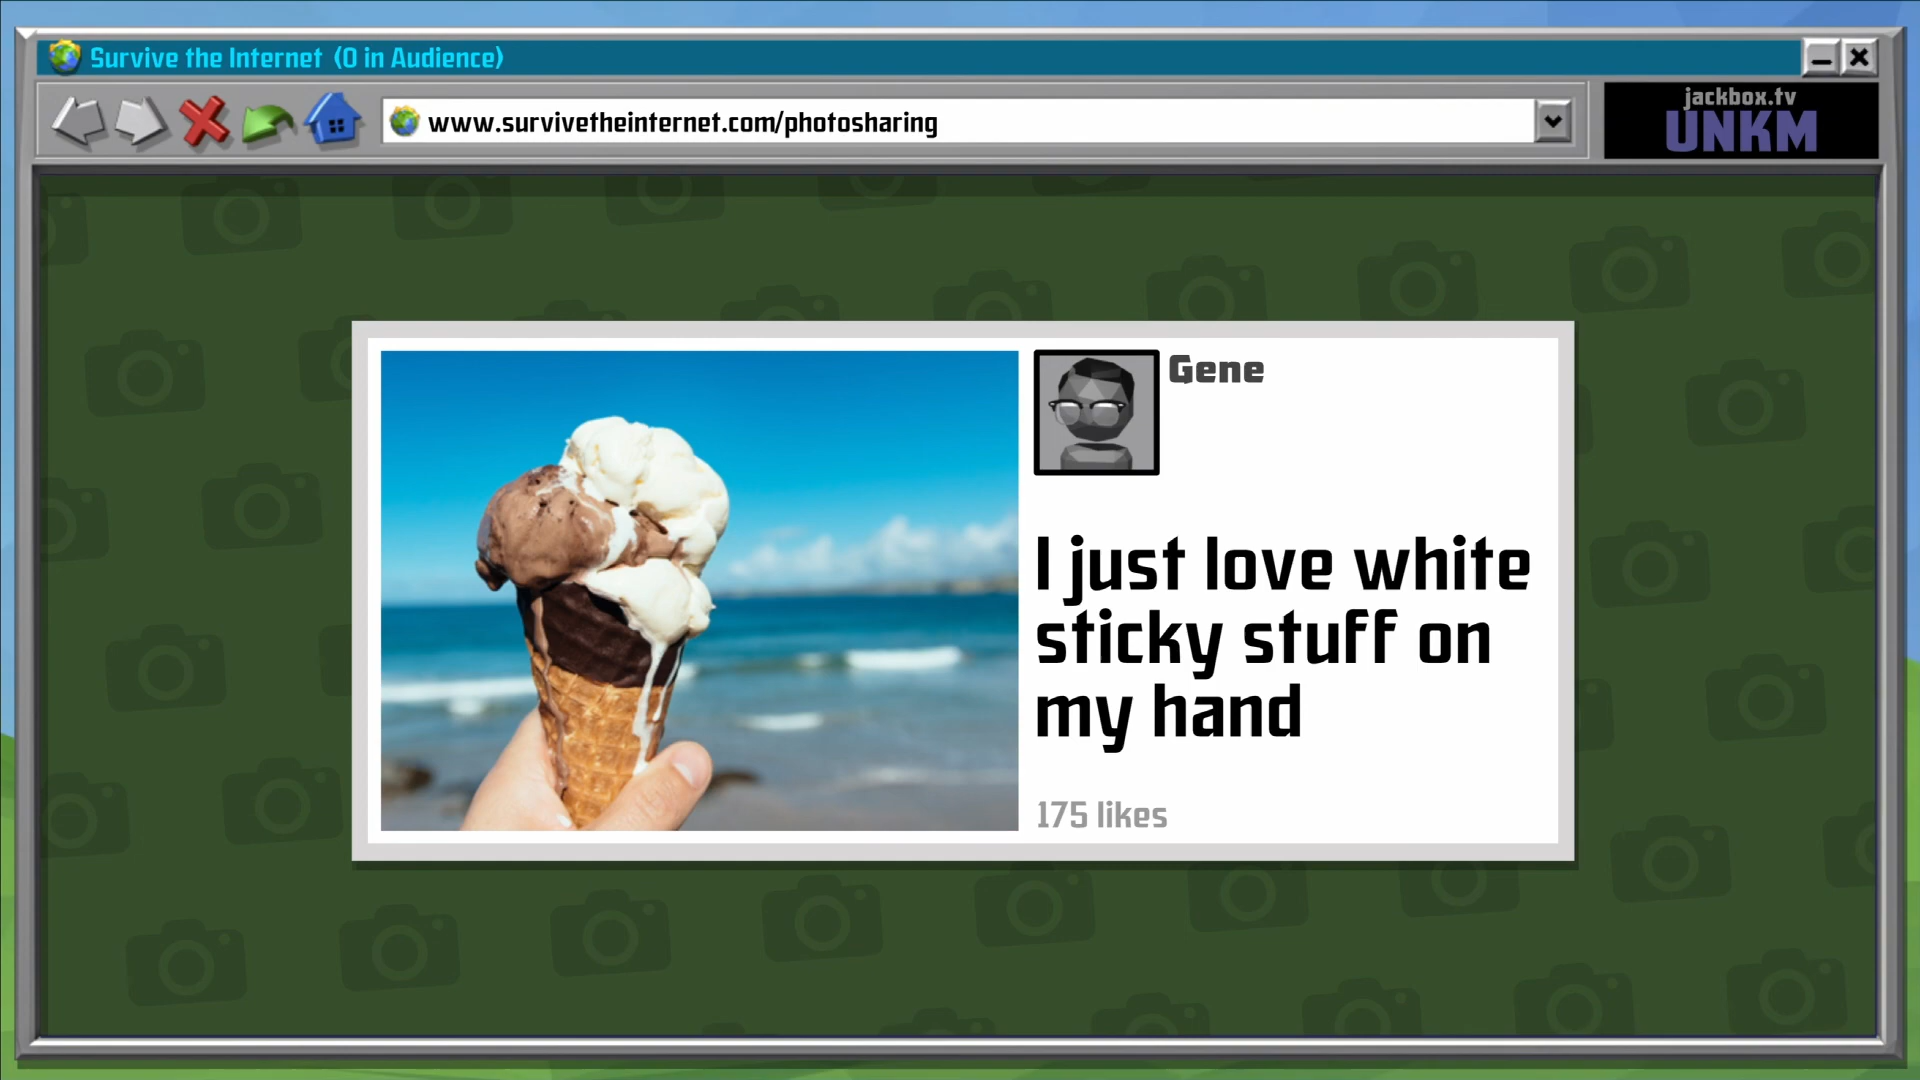 Survive the Internet (0 in Audience)
www.survivetheinternet.com/photosharing
jackbox.tv
UNKM
Gene
I just love white
sticky stuff on
my hand
175 likes